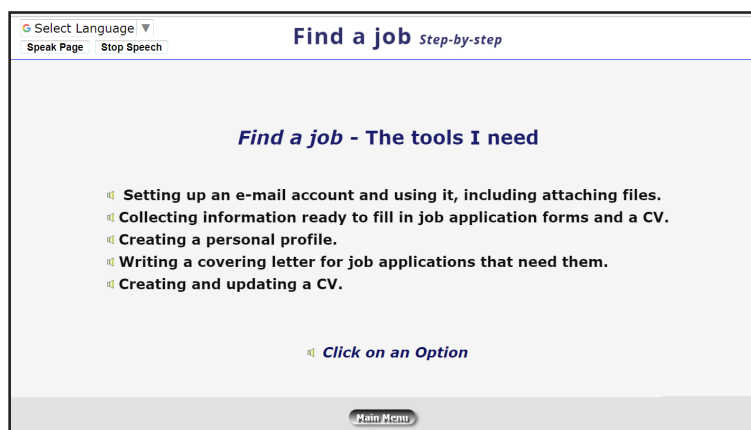 Select Language ▼
Speak Page Stop Speech
Find a job Step-by-step
Find a job - The tools I need
Setting up an e-mail account and using it, including attaching files.
Collecting information ready to fill in job application forms and a CV.
Creating a personal profile.
Writing a covering letter for job applications that need them.
Creating and updating a CV.
Click on an Option
Main Menu